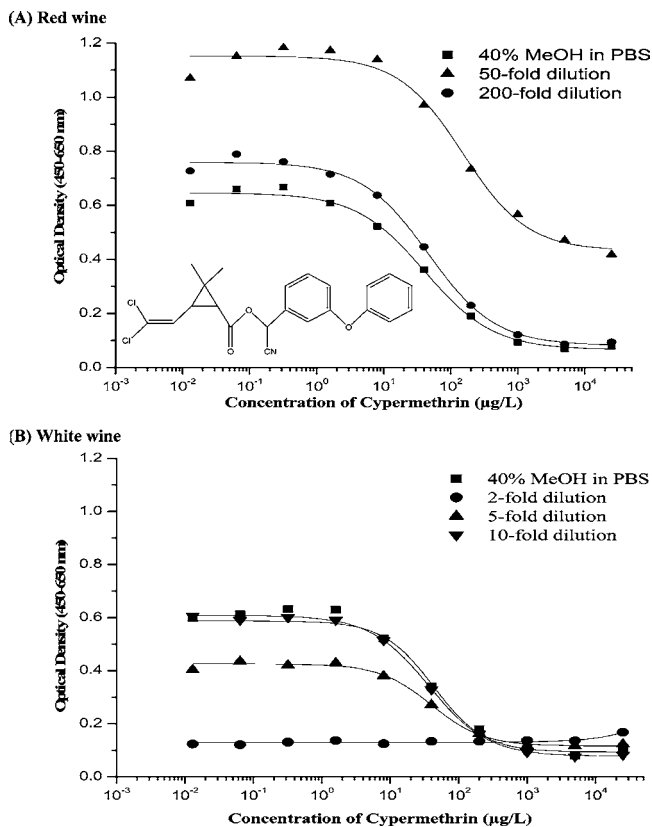 (A) Red wine
1.2
1.0
0.8
0.6
0.4
0.2
0.0
Optical Density (450-650 nm)
40% MeOH in PBS
50-fold dilution
200-fold dilution
Cl
Cl
O
O
CN
O
10-3 10-2 10-1 100 101 102 103 104
Concentration of Cypermethrin (µg/L)
(B) White wine
1.2
1.0
0.8
0.6
0.4
0.2
0.0
Optical Density (450-650 nm)
40% MeOH in PBS
2-fold dilution
5-fold dilution
10-fold dilution
10-3 10-2 10-1 100 101 102 103 104
Concentration of Cypermethrin (µg/L)